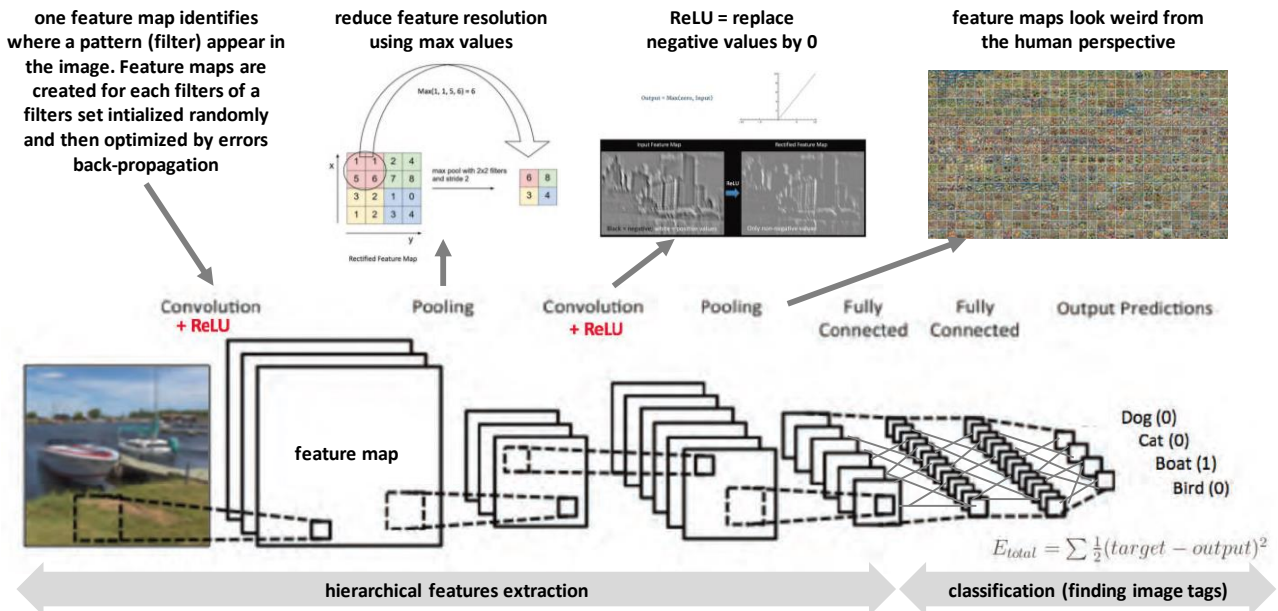 one feature map identifies
where a pattern (filter) appear in
the image. Feature maps are
created for each filters of a
filters set intialized randomly
and then optimized by errors
back-propagation
reduce feature resolution
using max values
Max(1, 1, 5, 6) = 6
x
1 1 2 4
5 6 7 8
3 2 1 0
1 2 3 4
y
max pool with 2x2 filters
and stride 2
6 8
3 4
Rectified Feature Map
ReLU = replace
negative values by 0
Output = Max(zero, Input)
Input Feature Map
Rectified Feature Map
ReLU
Black = negative; white = positive values
Only non-negative values
feature maps look weird from
the human perspective
Convolution
+ ReLU
Pooling
Convolution
+ ReLU
Pooling
Fully
Connected
Fully
Connected
Output Predictions
feature map
Dog (0)
Cat (0)
Boat (1)
Bird (0)
E_total = ∑ ½(target − output)²
hierarchical features extraction
classification (finding image tags)